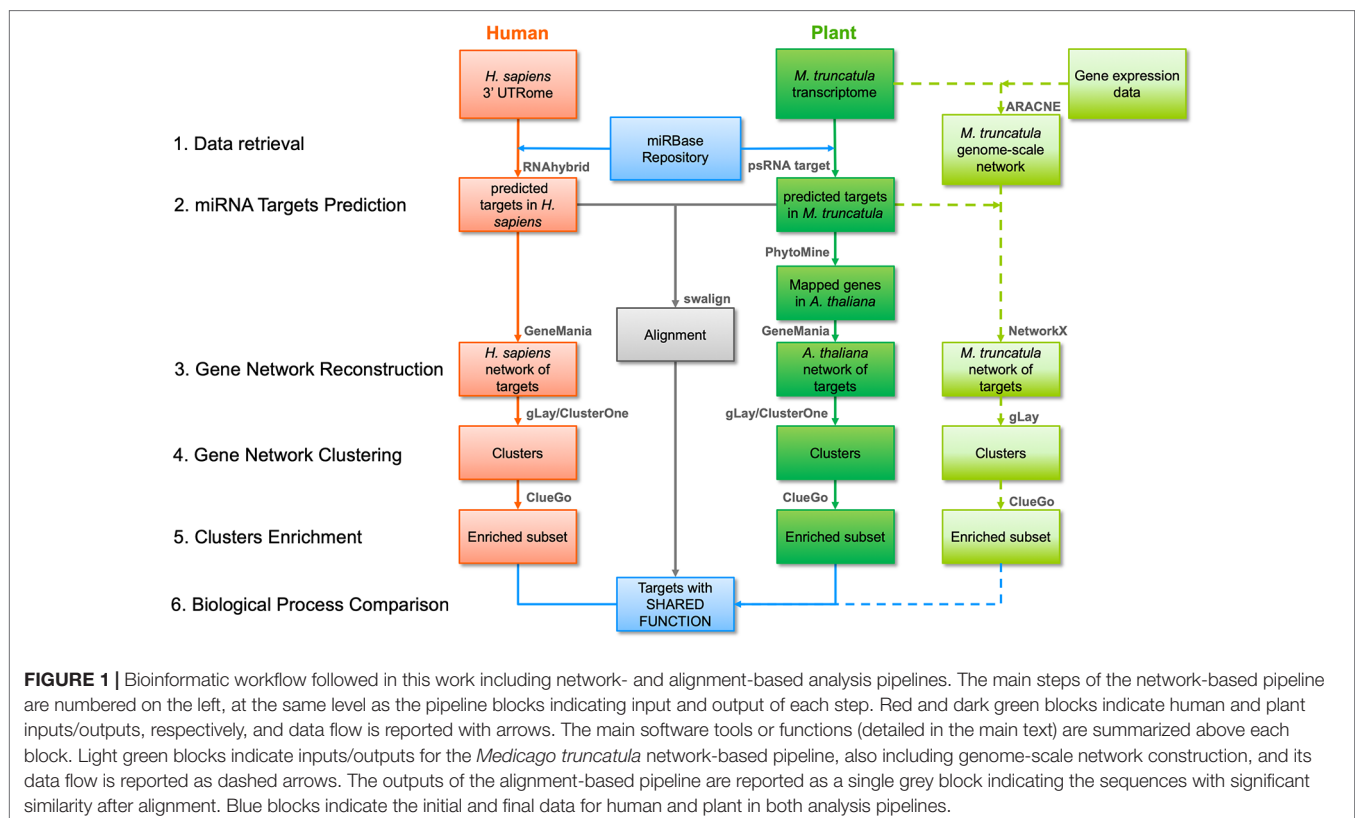 Human
Plant
H. sapiens
3' UTRome
M. truncatula
transcriptome
Gene expression
data
ARACNE
1. Data retrieval
miRBase
Repository
M. truncatula
genome-scale
network
RNAhybrid
psRNA target
2. miRNA Targets Prediction
predicted
targets in H.
sapiens
predicted targets
in M. truncatula
PhytoMine
Mapped genes
in A. thaliana
swalign
Alignment
GeneMania
GeneMania
NetworkX
3. Gene Network Reconstruction
H. sapiens
network of
targets
A. thaliana
network of
targets
M. truncatula
network of
targets
gLay/ClusterOne
gLay/ClusterOne
gLay
4. Gene Network Clustering
Clusters
Clusters
Clusters
ClueGo
ClueGo
ClueGo
5. Clusters Enrichment
Enriched subset
Enriched subset
Enriched subset
6. Biological Process Comparison
Targets with
SHARED
FUNCTION
FIGURE 1 | Bioinformatic workflow followed in this work including network- and alignment-based analysis pipelines. The main steps of the network-based pipeline
are numbered on the left, at the same level as the pipeline blocks indicating input and output of each step. Red and dark green blocks indicate human and plant
inputs/outputs, respectively, and data flow is reported with arrows. The main software tools or functions (detailed in the main text) are summarized above each
block. Light green blocks indicate inputs/outputs for the Medicago truncatula network-based pipeline, also including genome-scale network construction, and its
data flow is reported as dashed arrows. The outputs of the alignment-based pipeline are reported as a single grey block indicating the sequences with significant
similarity after alignment. Blue blocks indicate the initial and final data for human and plant in both analysis pipelines.